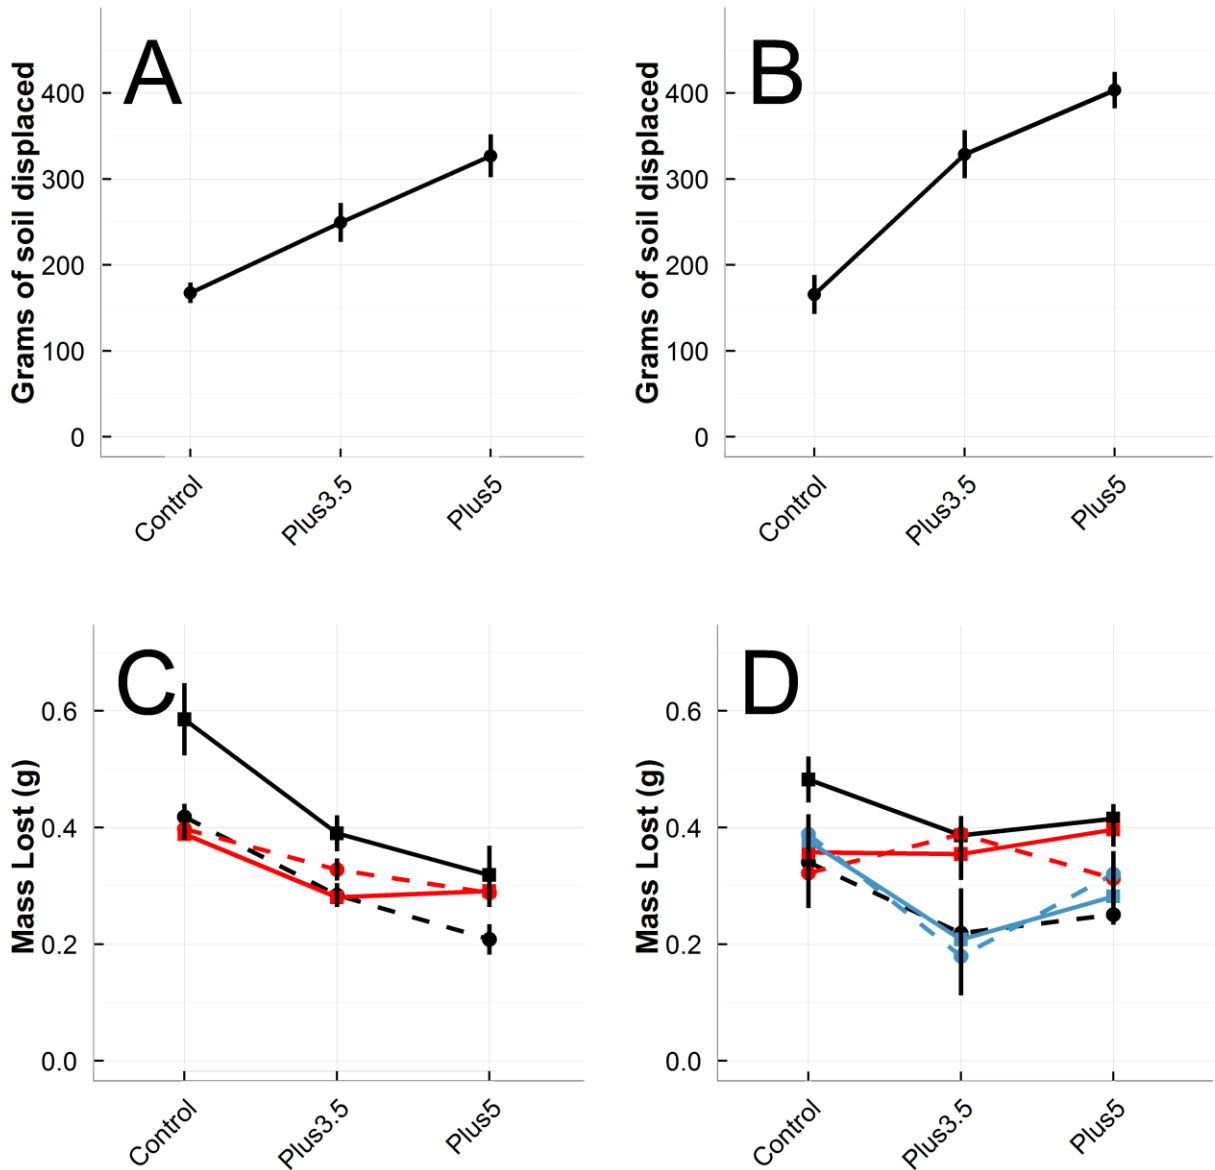 A
Grams of soil displaced
400
300
200
100
0
Control
Plus3.5
Plus5
B
Grams of soil displaced
400
300
200
100
0
Control
Plus3.5
Plus5
C
Mass Lost (g)
0.6
0.4
0.2
0.0
Control
Plus3.5
Plus5
D
Mass Lost (g)
0.6
0.4
0.2
0.0
Control
Plus3.5
Plus5